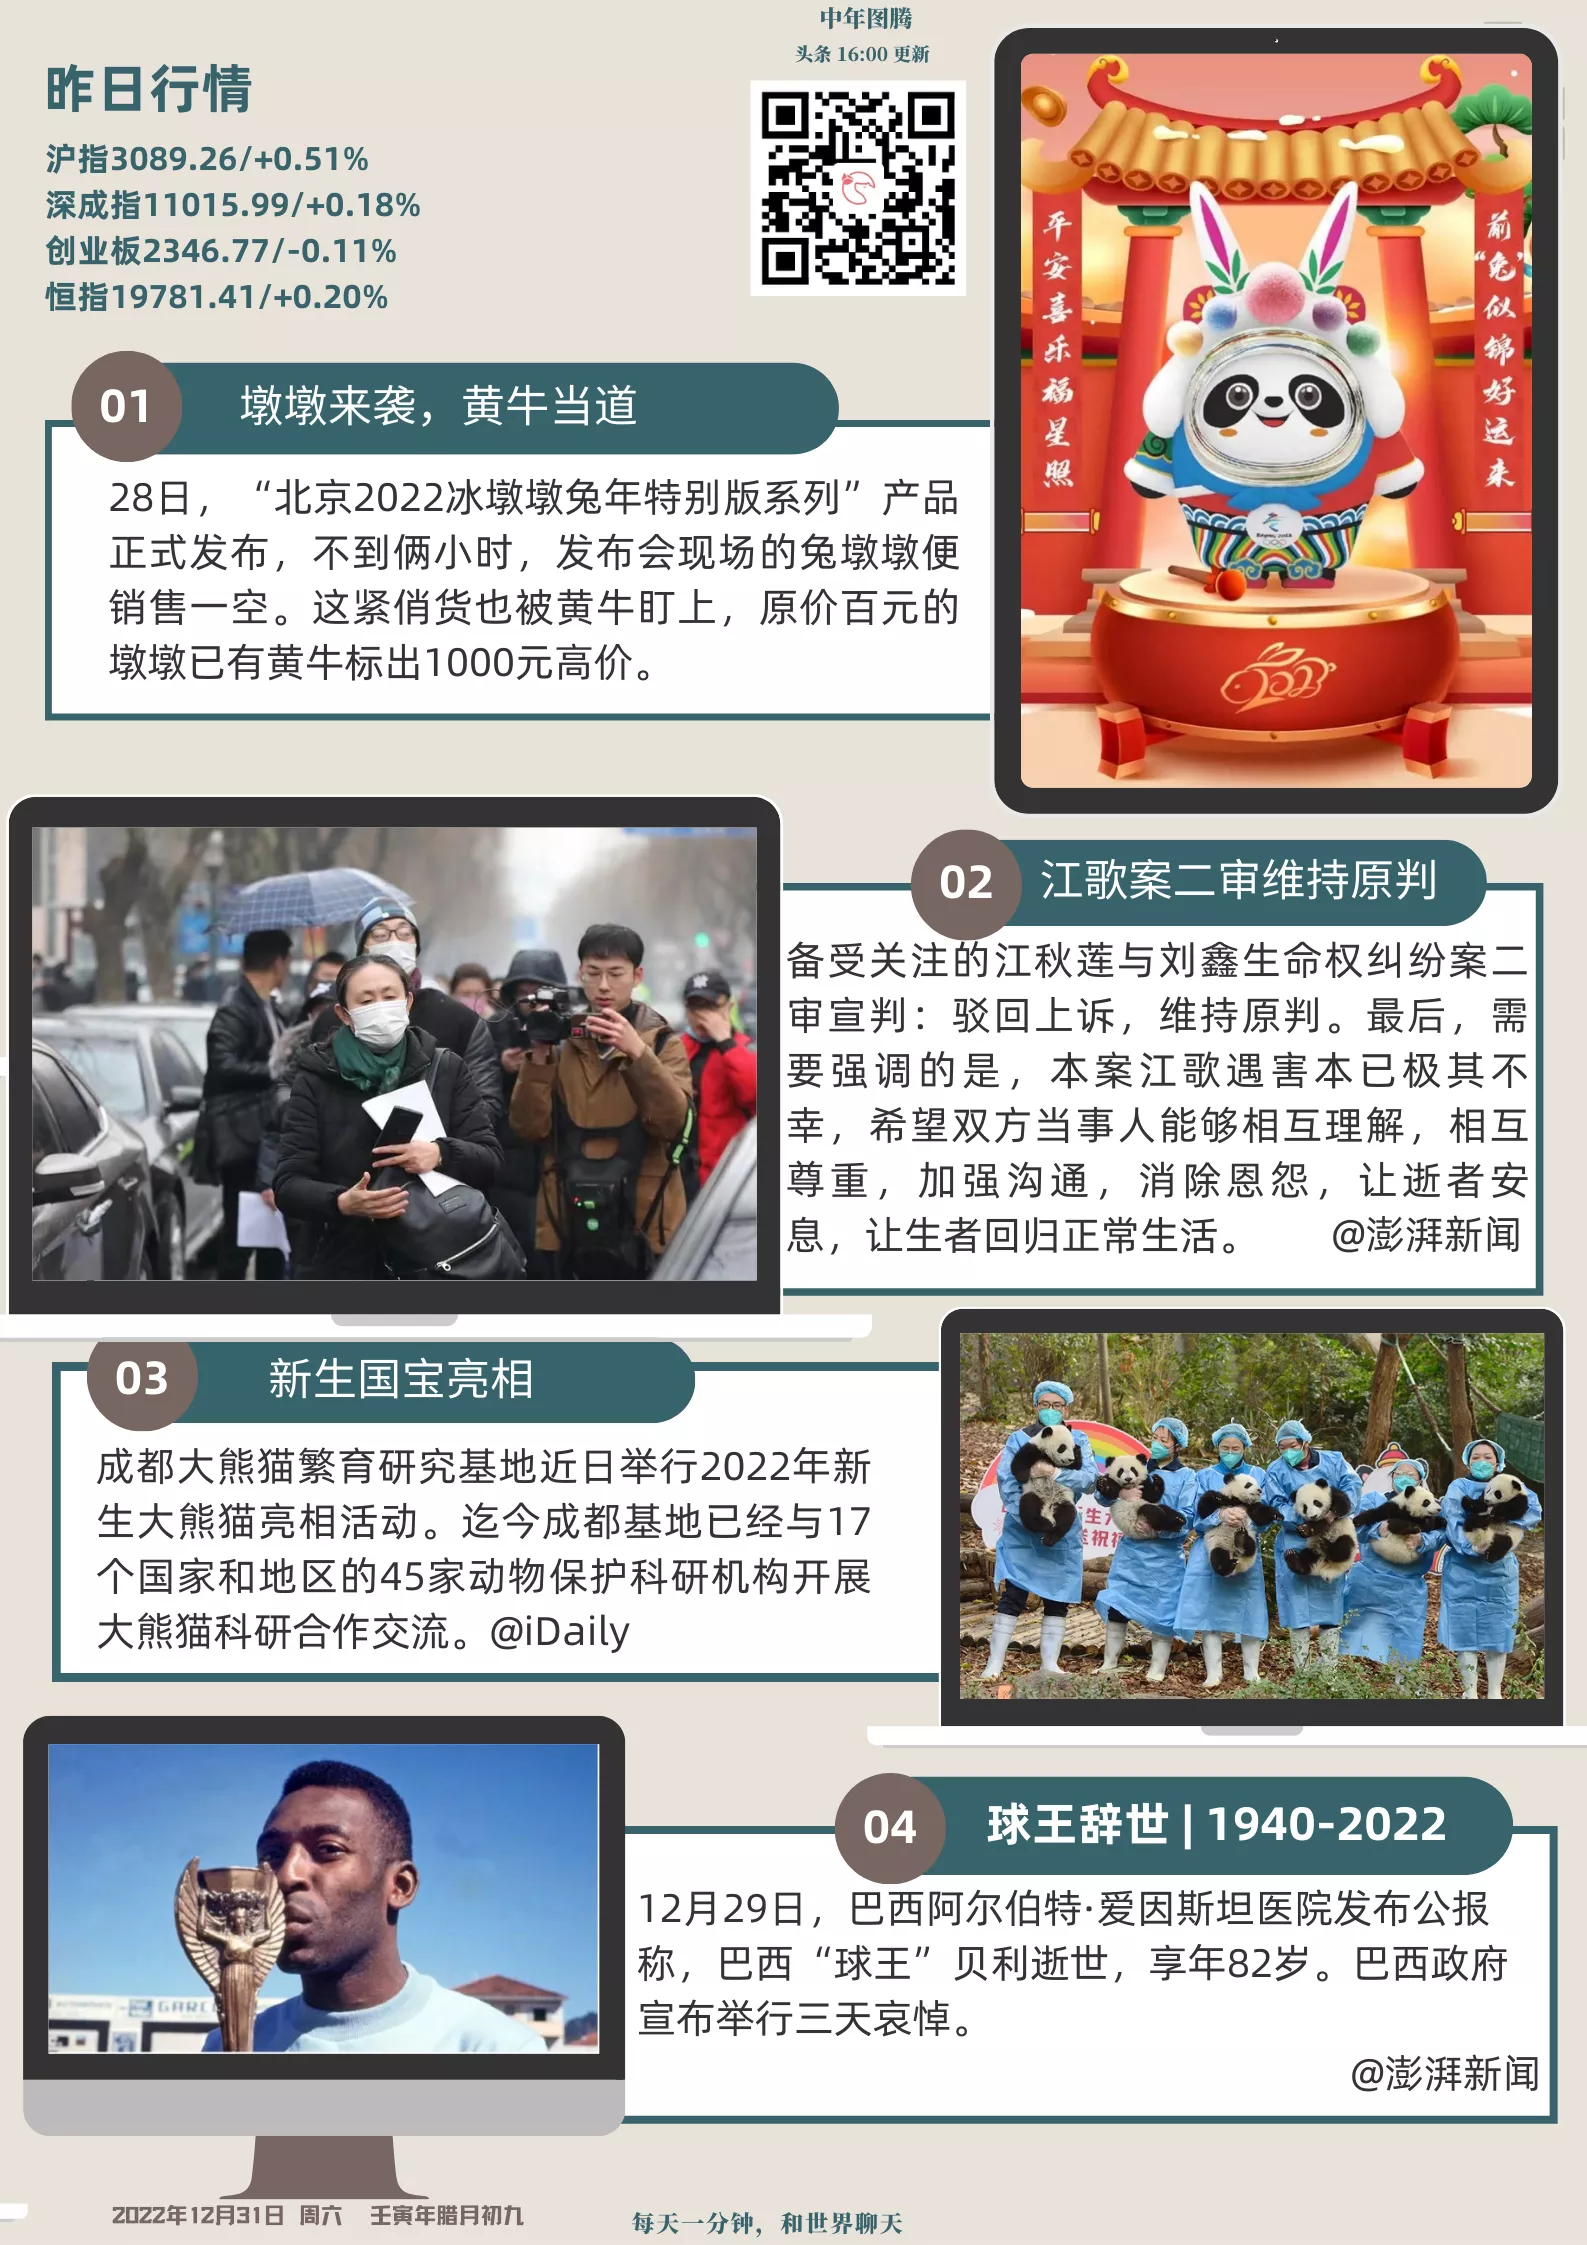 中年图腾
头条 16:00 更新
昨日行情
沪指3089.26/+0.51%
深成指11015.99/+0.18%
创业板2346.77/-0.11%
恒指19781.41/+0.20%
平安喜乐福星照
前“兔”似锦好运来
Beijing 2022
2023
01
墩墩来袭，黄牛当道
28日，“北京2022冰墩墩兔年特别版系列”产品
正式发布，不到俩小时，发布会现场的兔墩墩便
销售一空。这紧俏货也被黄牛盯上，原价百元的
墩墩已有黄牛标出1000元高价。
02
江歌案二审维持原判
备受关注的江秋莲与刘鑫生命权纠纷案二
审宣判：驳回上诉，维持原判。最后，需
要强调的是，本案江歌遇害本已极其不
幸，希望双方当事人能够相互理解，相互
尊重，加强沟通，消除恩怨，让逝者安
息，让生者回归正常生活。 @澎湃新闻
03
新生国宝亮相
成都大熊猫繁育研究基地近日举行2022年新
生大熊猫亮相活动。迄今成都基地已经与17
个国家和地区的45家动物保护科研机构开展
大熊猫科研合作交流。@iDaily
04
球王辞世 | 1940-2022
12月29日，巴西阿尔伯特·爱因斯坦医院发布公报
称，巴西“球王”贝利逝世，享年82岁。巴西政府
宣布举行三天哀悼。
@澎湃新闻
2022年12月31日 周六 壬寅年腊月初九
每天一分钟，和世界聊天